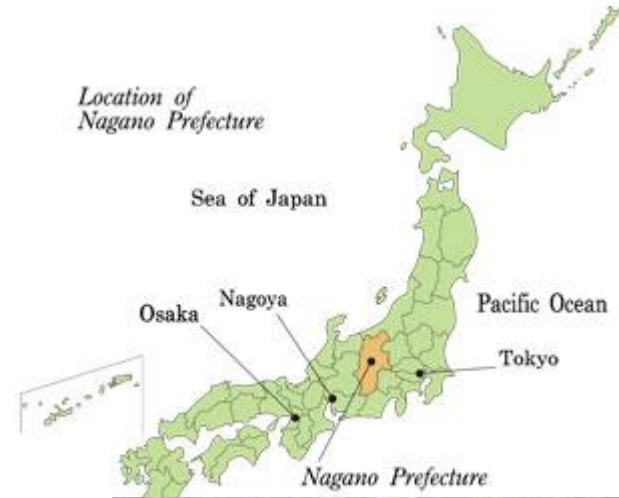 Location of
Nagano Prefecture
Sea of Japan
Pacific Ocean
Nagoya
Osaka
Tokyo
Nagano Prefecture